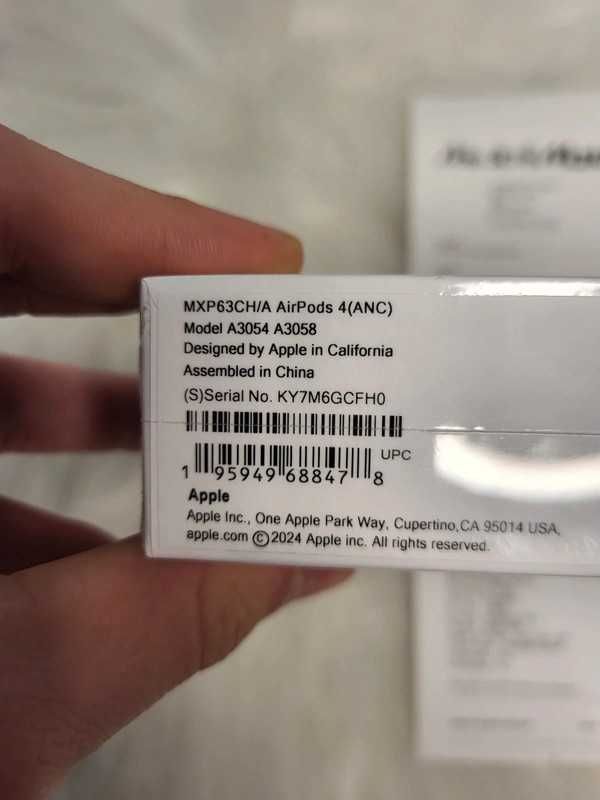 MXP63CH/A AirPods 4(ANC)
Model A3054 A3058
Designed by Apple in California
Assembled in China
(S)Serial No. KY7M6GCFH0
UPC
1 95949 68847 8
Apple
Apple Inc., One Apple Park Way, Cupertino,CA 95014 USA,
apple.com ©2024 Apple inc. All rights reserved.